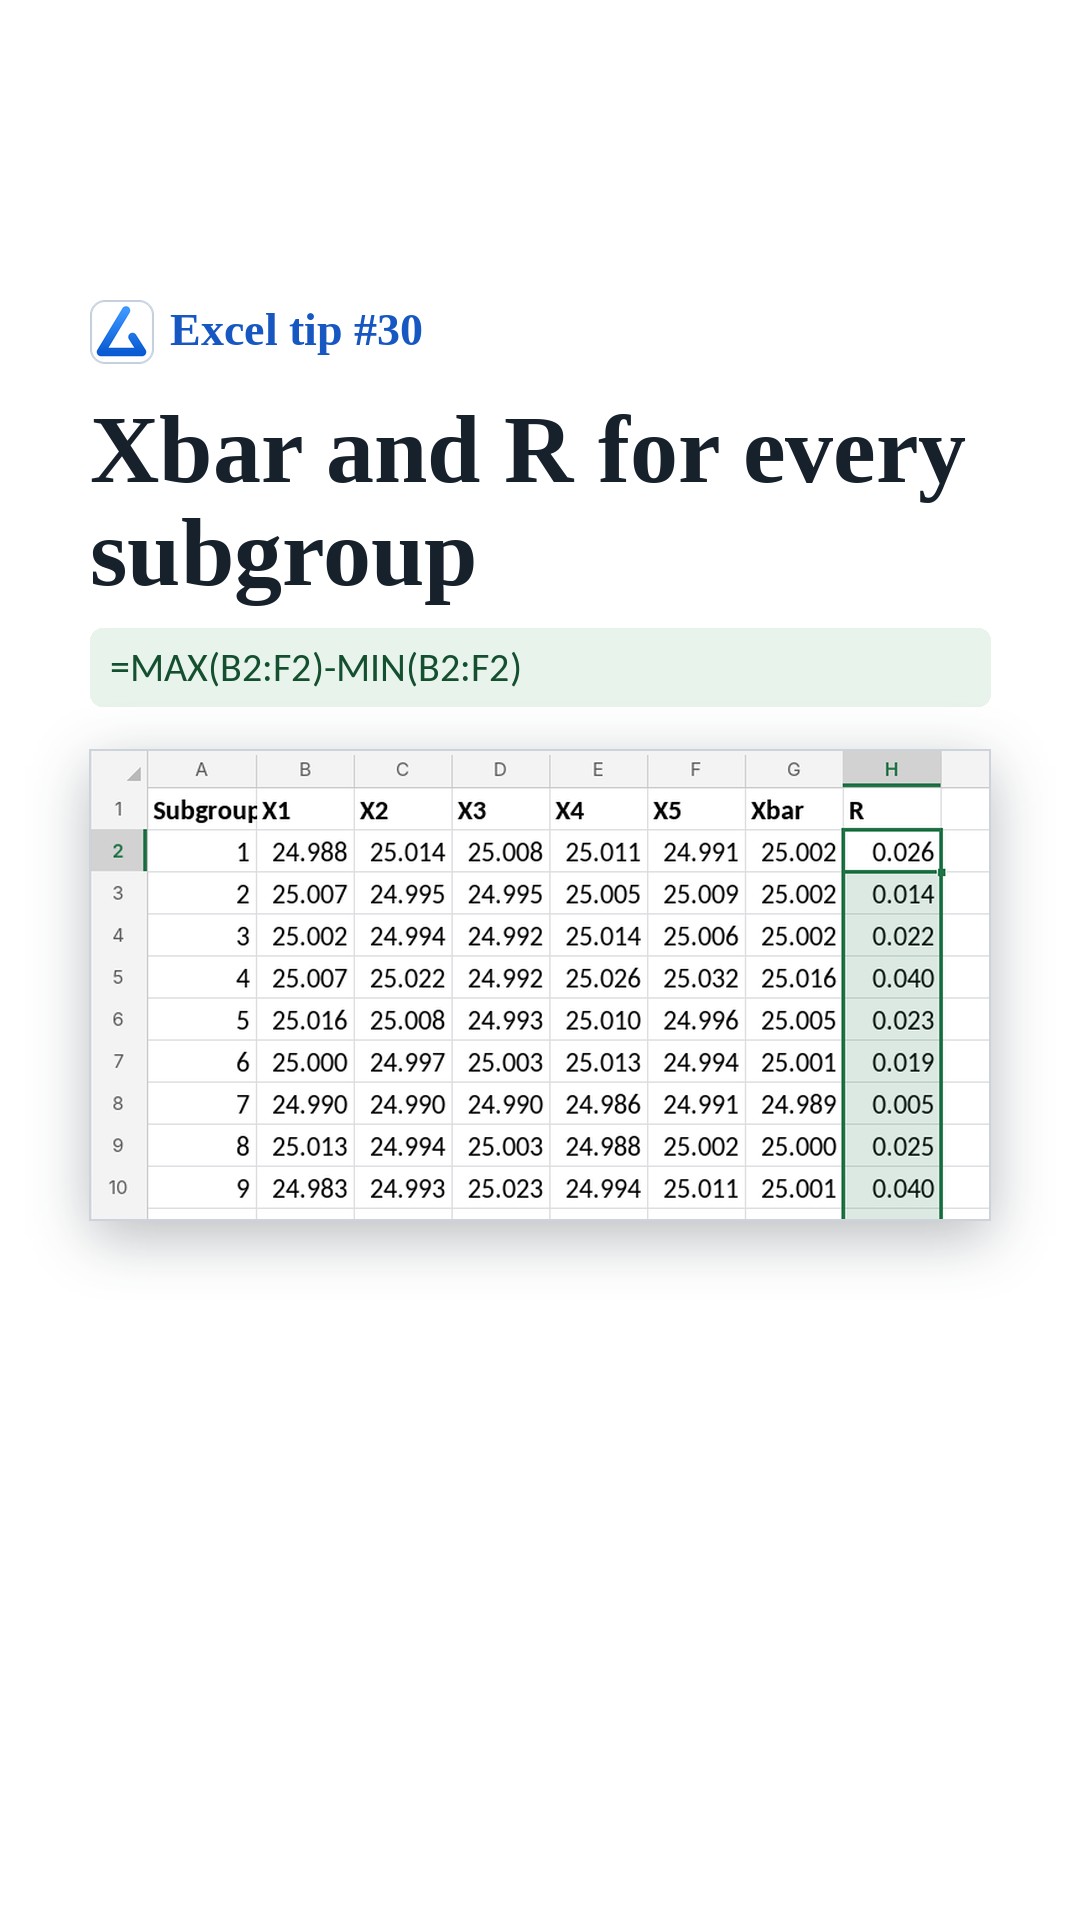 Excel tip #30
Xbar and R for every
subgroup
=MAX(B2:F2)-MIN(B2:F2)
A B C D E F G H
1 Subgroup X1 X2 X3 X4 X5 Xbar R
2 1 24.988 25.014 25.008 25.011 24.991 25.002 0.026
3 2 25.007 24.995 24.995 25.005 25.009 25.002 0.014
4 3 25.002 24.994 24.992 25.014 25.006 25.002 0.022
5 4 25.007 25.022 24.992 25.026 25.032 25.016 0.040
6 5 25.016 25.008 24.993 25.010 24.996 25.005 0.023
7 6 25.000 24.997 25.003 25.013 24.994 25.001 0.019
8 7 24.990 24.990 24.990 24.986 24.991 24.989 0.005
9 8 25.013 24.994 25.003 24.988 25.002 25.000 0.025
10 9 24.983 24.993 25.023 24.994 25.011 25.001 0.040